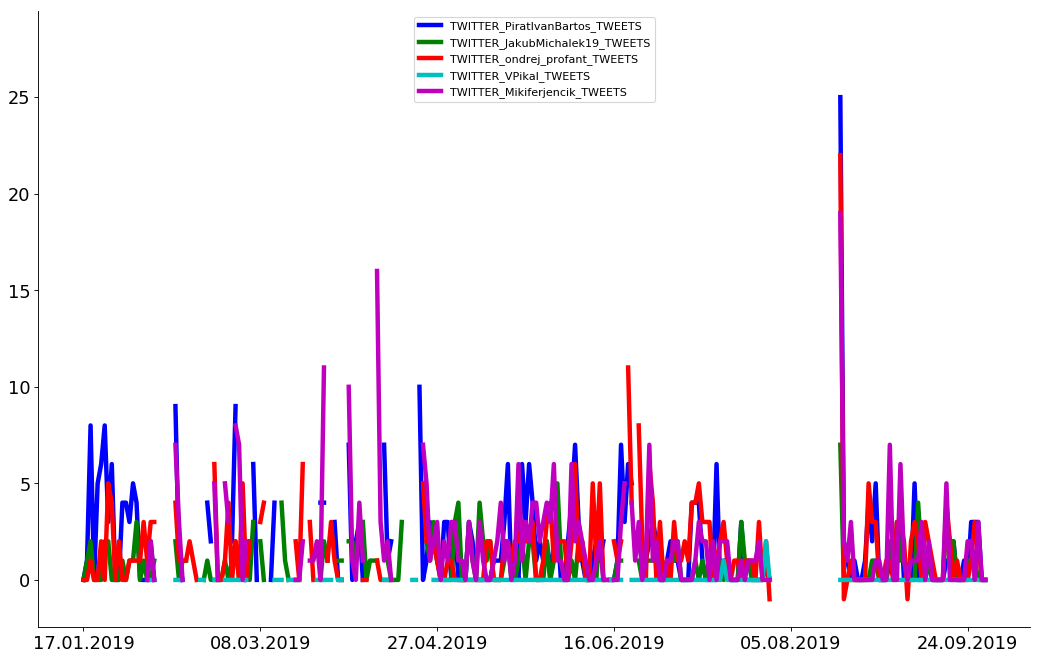 TWITTER_PiratIvanBartos_TWEETS
TWITTER_JakubMichalek19_TWEETS
TWITTER_ondrej_profant_TWEETS
TWITTER_VPikal_TWEETS
TWITTER_Mikiferjencik_TWEETS
25
20
15
10
5
0
17.01.2019 08.03.2019 27.04.2019 16.06.2019 05.08.2019 24.09.2019